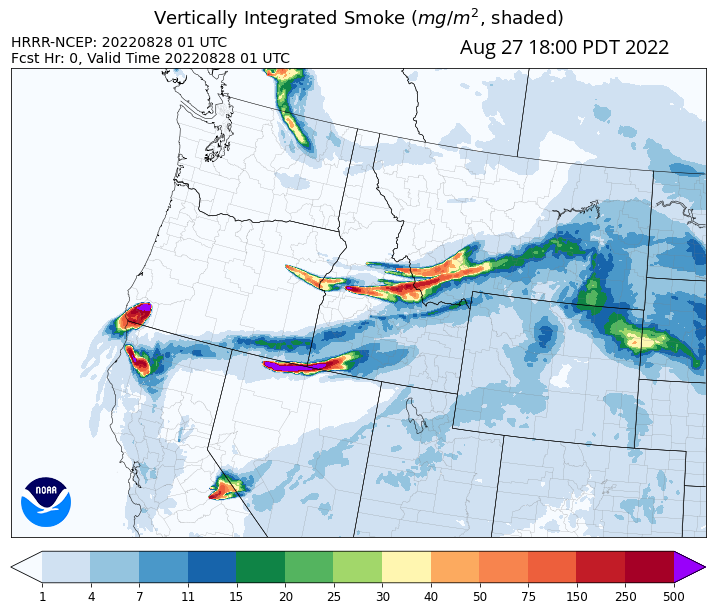 Vertically Integrated Smoke (mg/m², shaded)
HRRR-NCEP: 20220828 01 UTC
Fcst Hr: 0, Valid Time 20220828 01 UTC
Aug 27 18:00 PDT 2022
NOAA
1 4 7 11 15 20 25 30 40 50 75 150 250 500